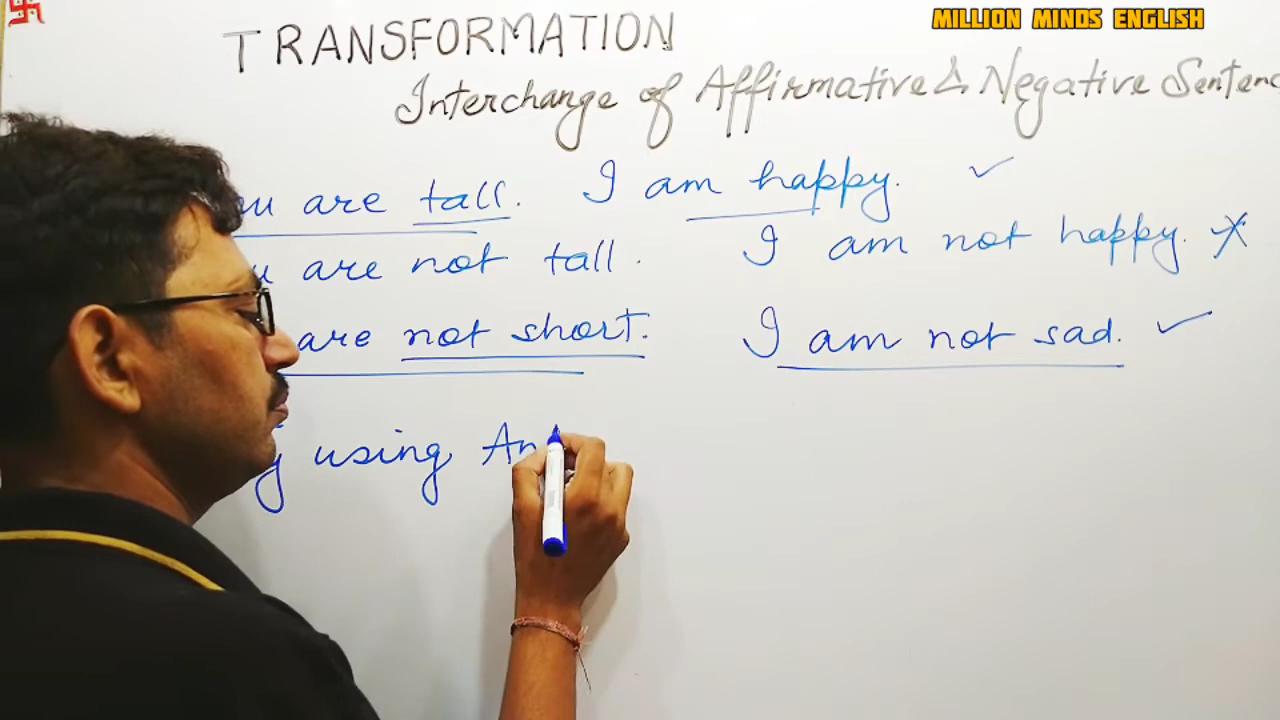 MILLION MINDS ENGLISH
TRANSFORMATION
Interchange of Affirmative & Negative
are tall. I am happy. ✓
are not tall. I am not happy. ✗
are not short. I am not sad. ✓
using An